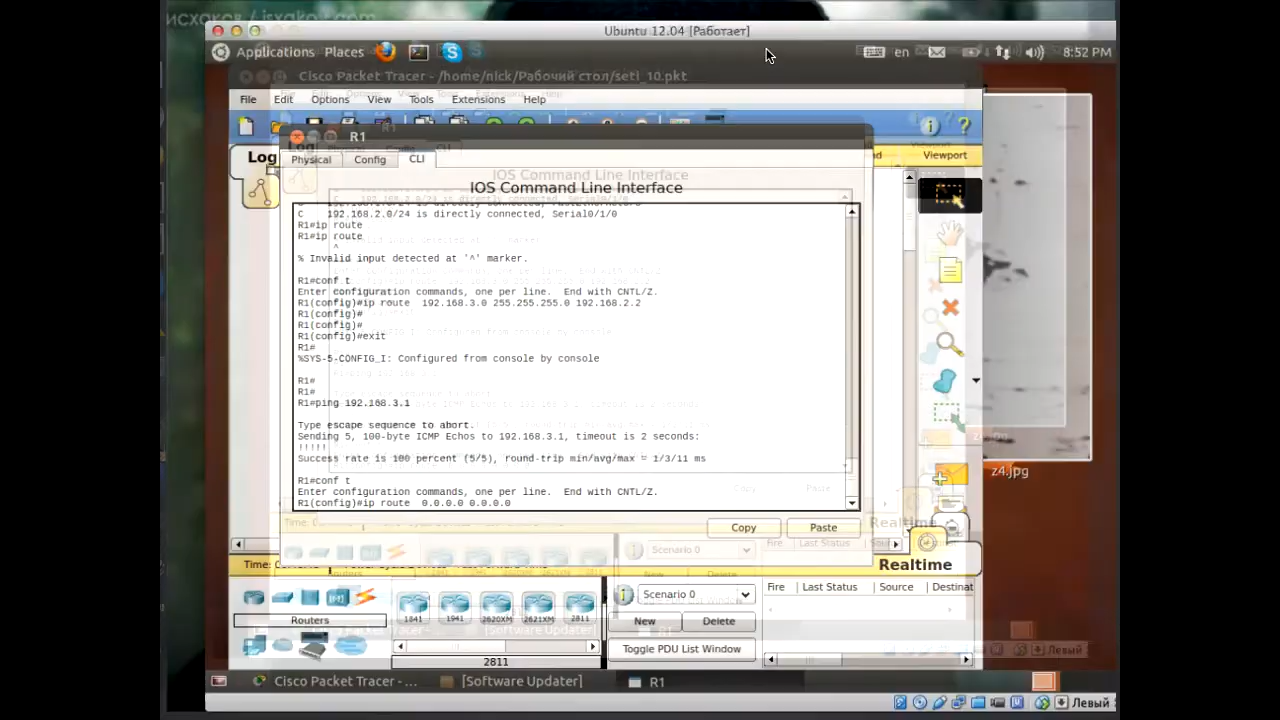 исхоков / isxakov.com
Ubuntu 12.04 [Работает]
Applications Places en 8:52 PM
Cisco Packet Tracer - /home/nick/Рабочий стол/seti_10.pkt
File Edit Options View Tools Extensions Help
R1
Log Viewport
Physical Config CLI
IOS Command Line Interface
C 192.168.2.0/24 is directly connected, Serial0/1/0
R1#ip route
R1#ip route
^
% Invalid input detected at '^' marker.
R1#conf t
Enter configuration commands, one per line. End with CNTL/Z.
R1(config)#ip route 192.168.3.0 255.255.255.0 192.168.2.2
R1(config)#
R1(config)#
R1(config)#exit
R1#
%SYS-5-CONFIG_I: Configured from console by console
R1#
R1#
R1#ping 192.168.3.1
Type escape sequence to abort.
Sending 5, 100-byte ICMP Echos to 192.168.3.1, timeout is 2 seconds:
!!!!!
Success rate is 100 percent (5/5), round-trip min/avg/max = 1/3/11 ms
R1#conf t
Enter configuration commands, one per line. End with CNTL/Z.
R1(config)#ip route 0.0.0.0 0.0.0.0
z4.jpg
Copy Paste
Time:
Realtime
Fire Last Status Source Destinat
Scenario 0
New Delete
Toggle PDU List Window
Routers
1841 1941 2620XM 2621XM 2811
2811
Cisco Packet Tracer - ... [Software Updater] R1
Левый